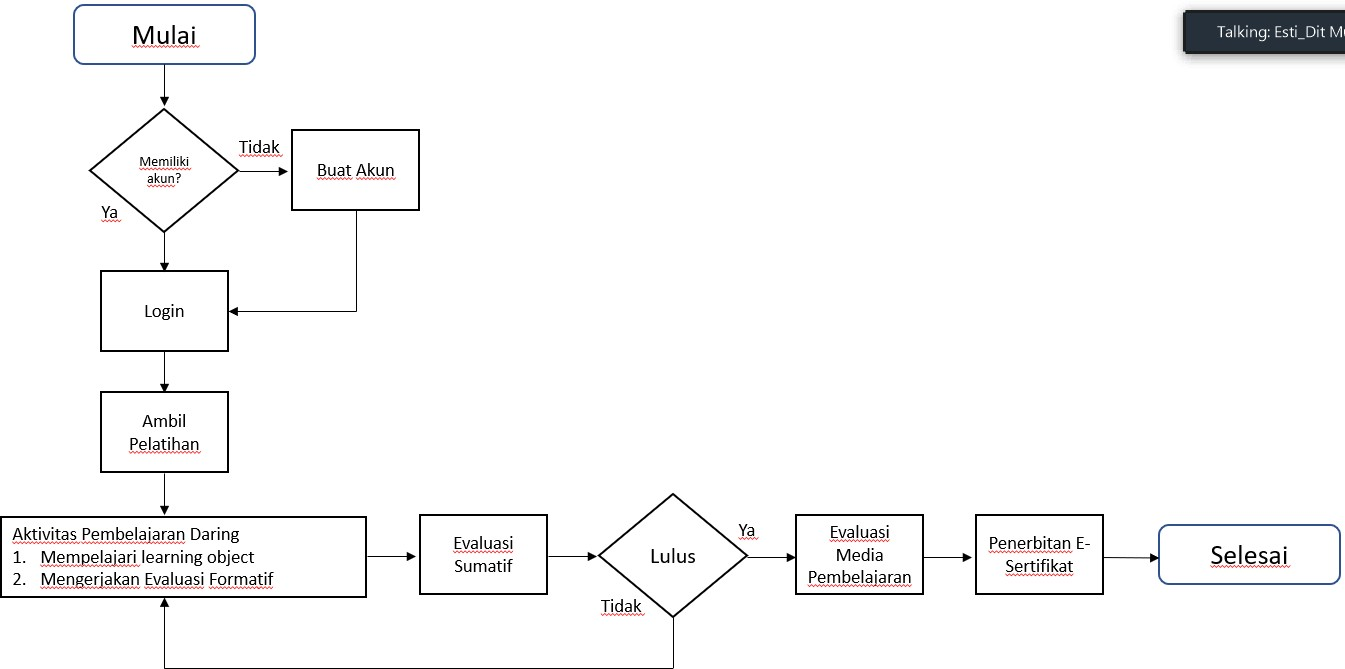 Mulai
Talking: Esti_Dit
Memiliki
akun?
Tidak
Buat Akun
Ya
Login
Ambil
Pelatihan
Aktivitas Pembelajaran Daring
1. Mempelajari learning object
2. Mengerjakan Evaluasi Formatif
Evaluasi
Sumatif
Lulus
Ya
Tidak
Evaluasi
Media
Pembelajaran
Penerbitan E-
Sertifikat
Selesai